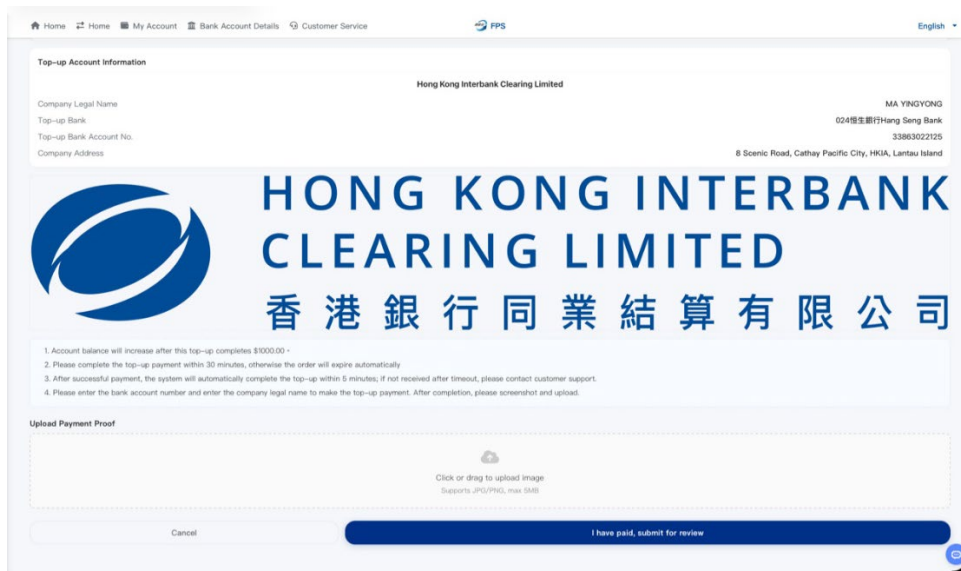 Home Home My Account Bank Account Details Customer Service FPS English
Top-up Account Information
Hong Kong Interbank Clearing Limited
Company Legal Name MA YINGYONG
Top-up Bank 024恒生銀行Hang Seng Bank
Top-up Bank Account No. 33863022125
Company Address 8 Scenic Road, Cathay Pacific City, HKIA, Lantau Island
HONG KONG INTERBANK
CLEARING LIMITED
香港銀行同業結算有限公司
1. Account balance will increase after this top-up completes $1000.00 -
2. Please complete the top-up payment within 30 minutes, otherwise the order will expire automatically
3. After successful payment, the system will automatically complete the top-up within 5 minutes; if not received after timeout, please contact customer support.
4. Please enter the bank account number and enter the company legal name to make the top-up payment. After completion, please screenshot and upload.
Upload Payment Proof
Click or drag to upload image
Supports JPG/PNG, max 5MB
Cancel I have paid, submit for review